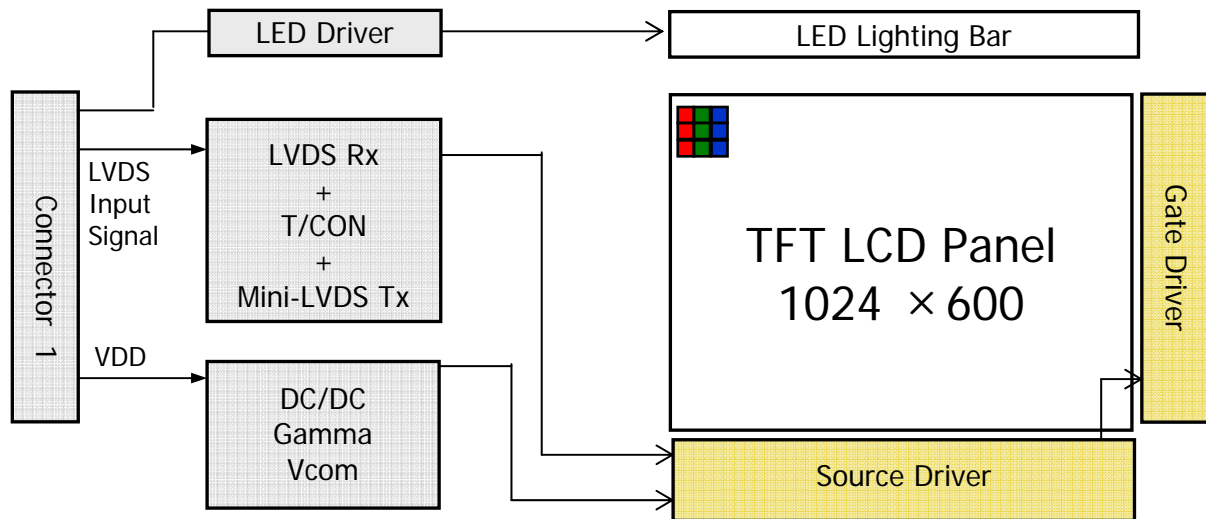 LED Driver
LED Lighting Bar
Connector 1
LVDS
Input
Signal
LVDS Rx
+
T/CON
+
Mini-LVDS Tx
TFT LCD Panel
1024 × 600
Gate Driver
VDD
DC/DC
Gamma
Vcom
Source Driver